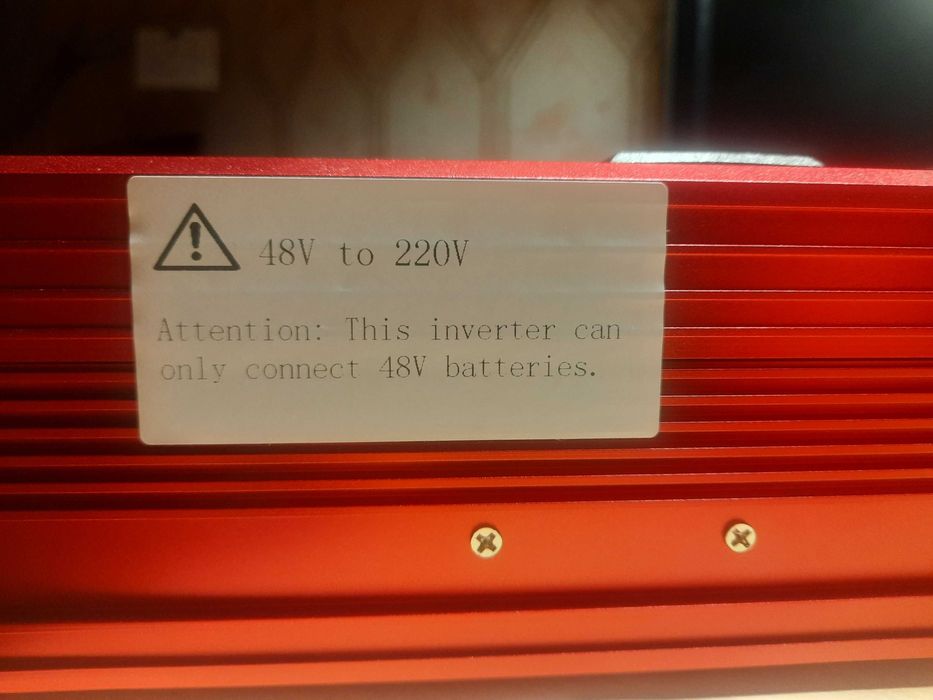 48V to 220V
Attention: This inverter can
only connect 48V batteries.